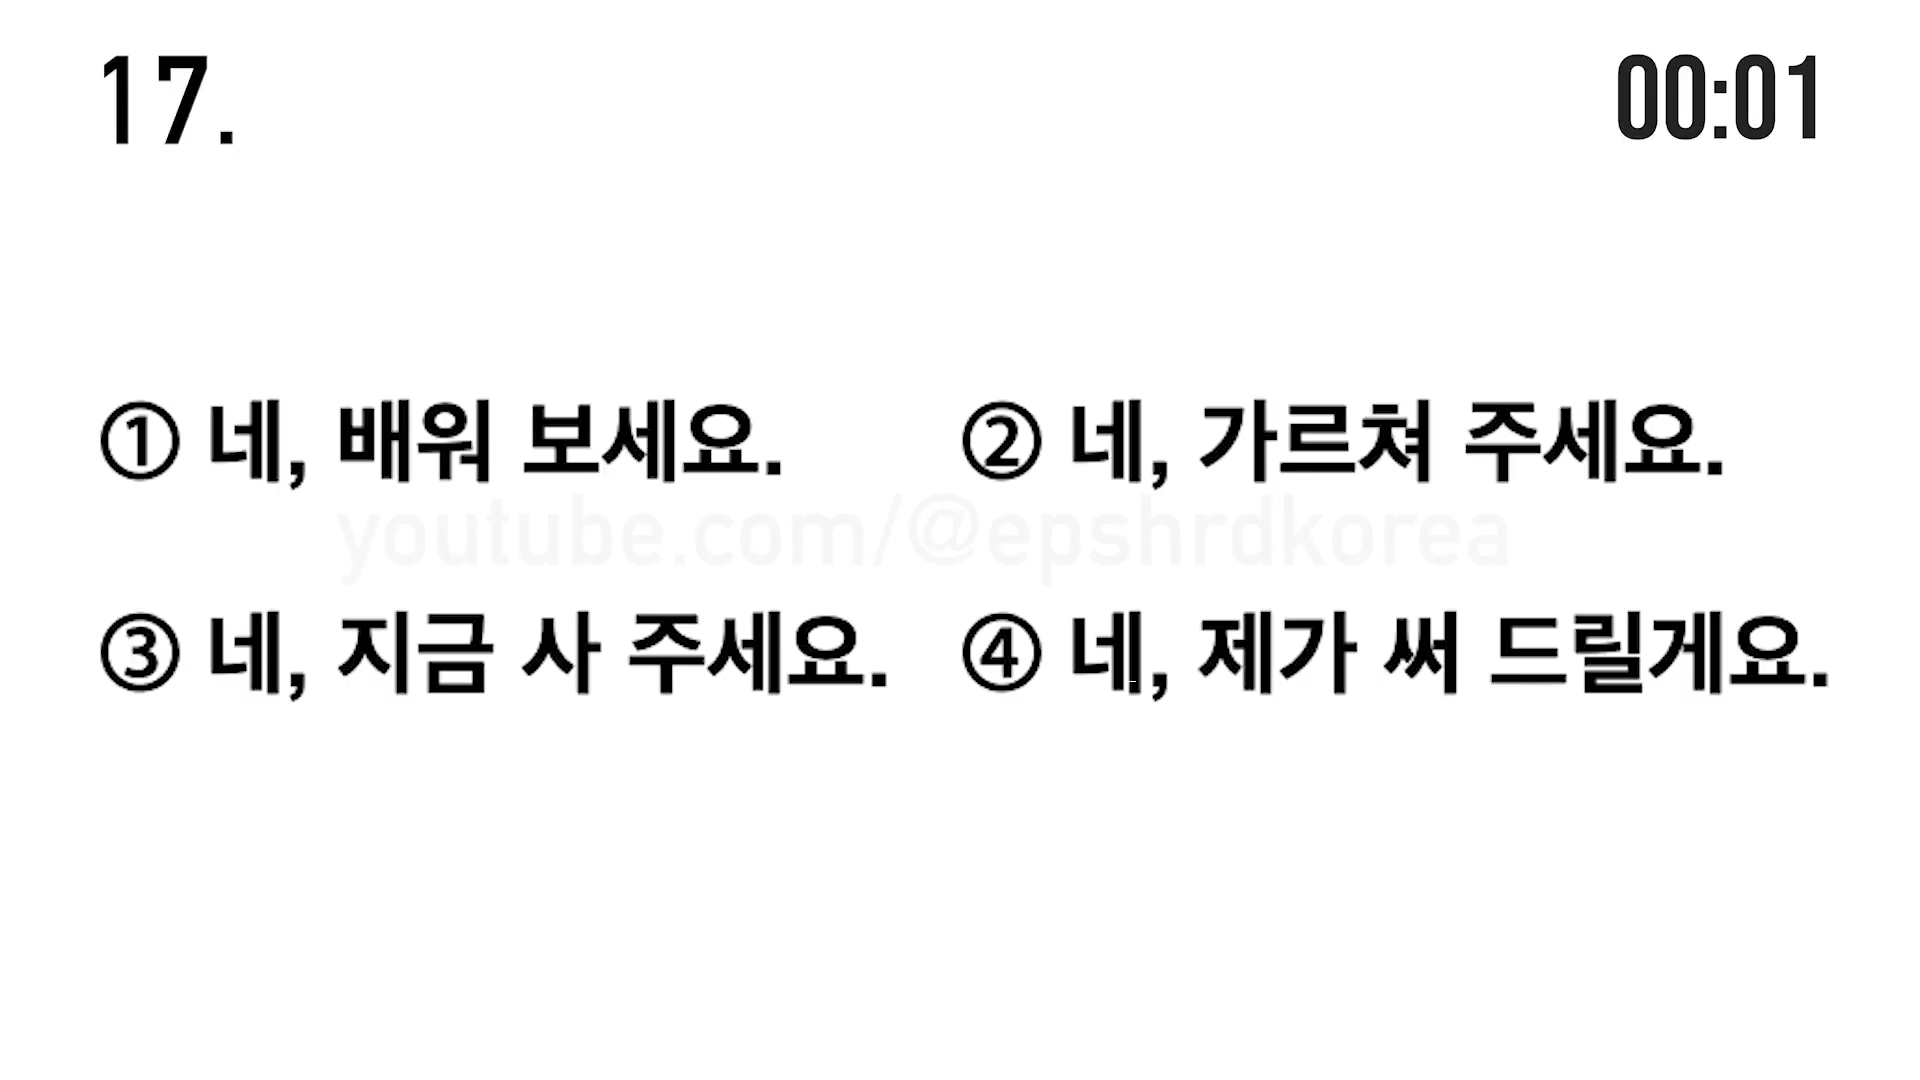 17.
00:01
① 네, 배워 보세요.
② 네, 가르쳐 주세요.
youtube.com/@epshrdkorea
③ 네, 지금 사 주세요.
④ 네, 제가 써 드릴게요.